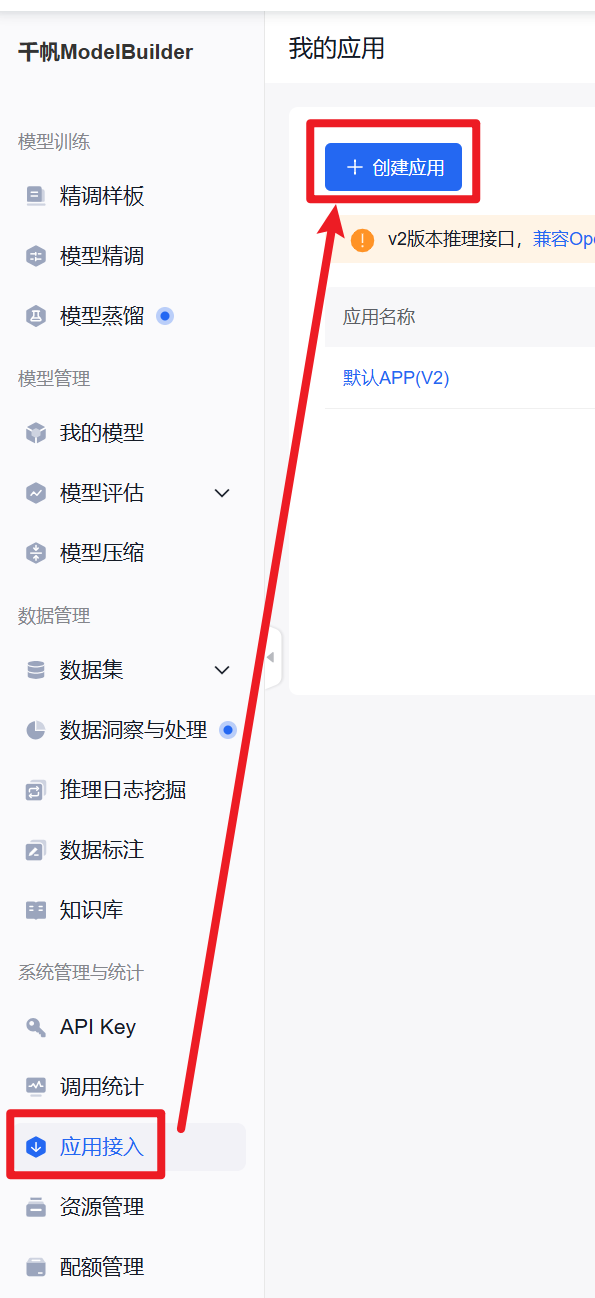 千帆ModelBuilder
模型训练
精调样板
模型精调
模型蒸馏
模型管理
我的模型
模型评估
模型压缩
数据管理
数据集
数据洞察与处理
推理日志挖掘
数据标注
知识库
系统管理与统计
API Key
调用统计
应用接入
资源管理
配额管理
我的应用
创建应用
v2版本推理接口，兼容Ope
应用名称
默认APP(V2)